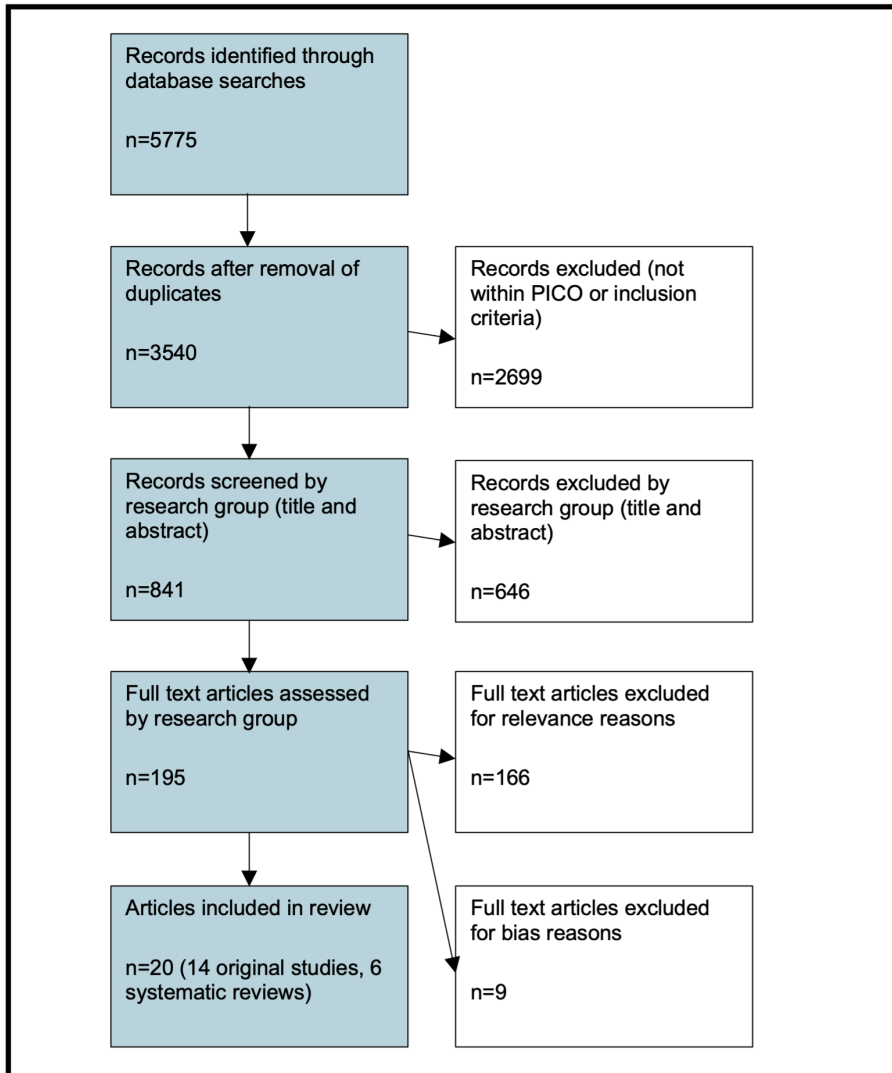 Records identified through
database searches
n=5775
Records after removal of
duplicates
n=3540
Records excluded (not
within PICO or inclusion
criteria)
n=2699
Records screened by
research group (title and
abstract)
n=841
Records excluded by
research group (title and
abstract)
n=646
Full text articles assessed
by research group
n=195
Full text articles excluded
for relevance reasons
n=166
Articles included in review
n=20 (14 original studies, 6
systematic reviews)
Full text articles excluded
for bias reasons
n=9